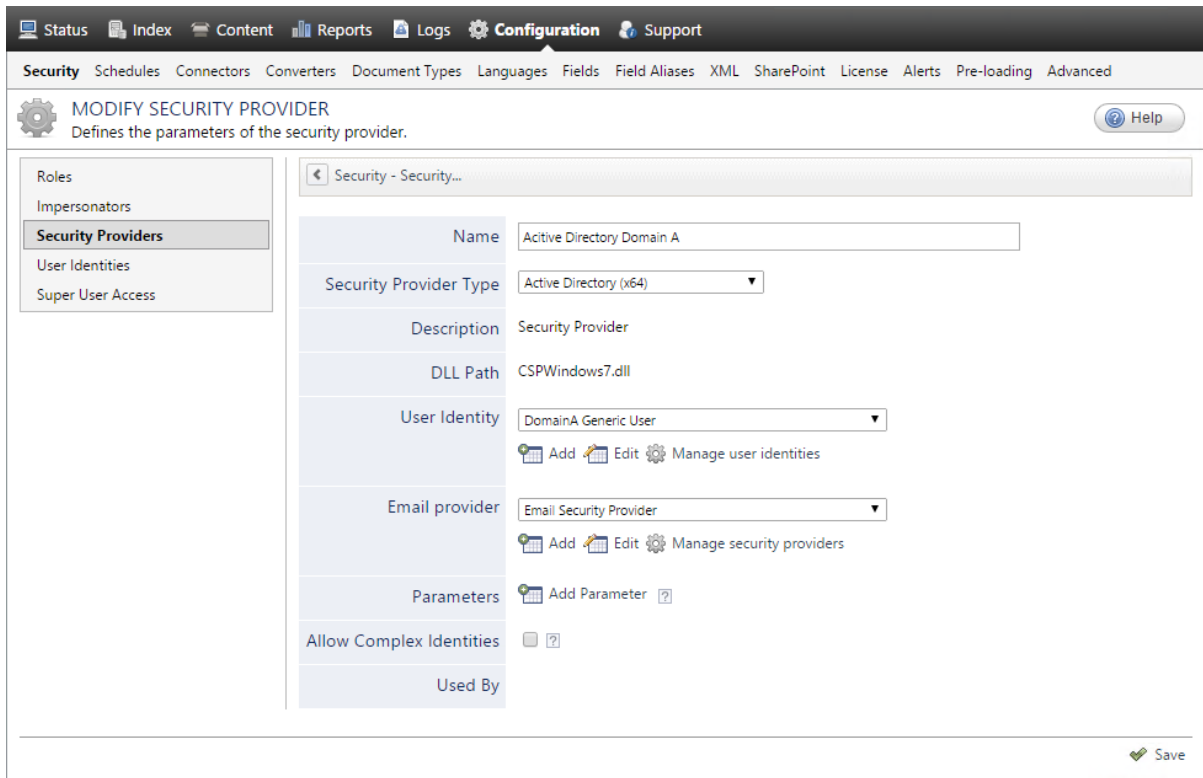 Status Index Content Reports Logs Configuration Support
Security Schedules Connectors Converters Document Types Languages Fields Field Aliases XML SharePoint License Alerts Pre-loading Advanced
MODIFY SECURITY PROVIDER
Defines the parameters of the security provider.
Help
Roles
Impersonators
Security Providers
User Identities
Super User Access
Security - Security...
Name Acitive Directory Domain A
Security Provider Type Active Directory (x64)
Description Security Provider
DLL Path CSPWindows7.dll
User Identity DomainA Generic User
Add Edit Manage user identities
Email provider Email Security Provider
Add Edit Manage security providers
Parameters Add Parameter ?
Allow Complex Identities ?
Used By
Save